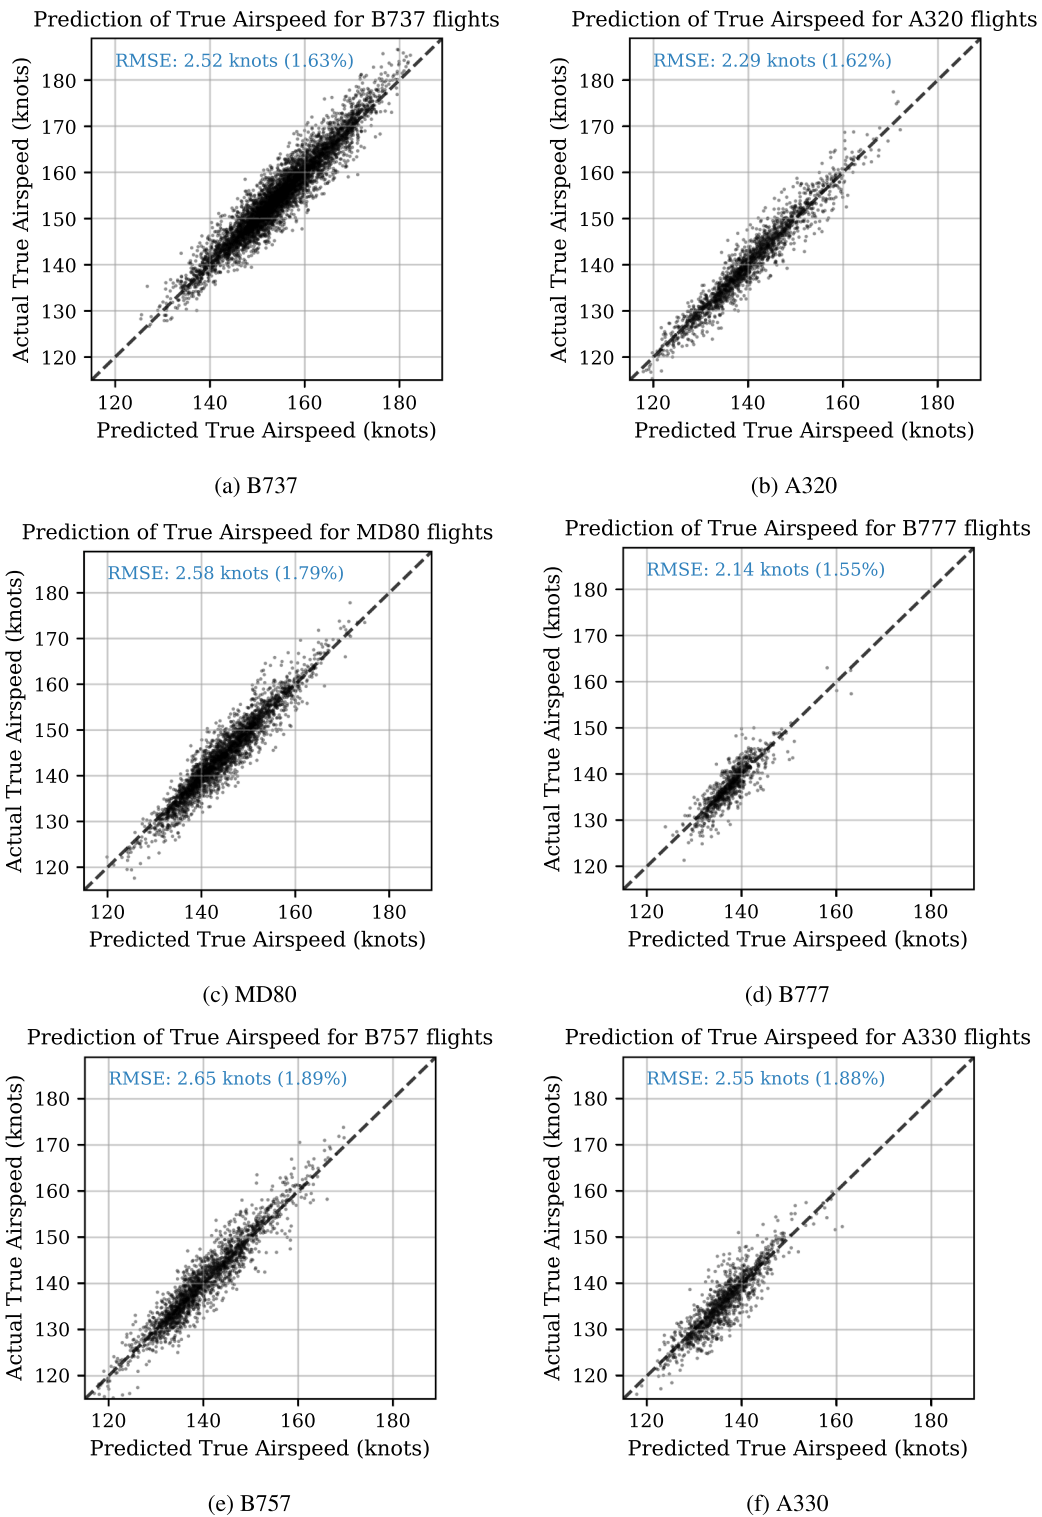 Prediction of True Airspeed for B737 flights
RMSE: 2.52 knots (1.63%)
Actual True Airspeed (knots)
180
170
160
150
140
130
120
120 140 160 180
Predicted True Airspeed (knots)
(a) B737
Prediction of True Airspeed for A320 flights
RMSE: 2.29 knots (1.62%)
Actual True Airspeed (knots)
180
170
160
150
140
130
120
120 140 160 180
Predicted True Airspeed (knots)
(b) A320
Prediction of True Airspeed for MD80 flights
RMSE: 2.58 knots (1.79%)
Actual True Airspeed (knots)
180
170
160
150
140
130
120
120 140 160 180
Predicted True Airspeed (knots)
(c) MD80
Prediction of True Airspeed for B777 flights
RMSE: 2.14 knots (1.55%)
Actual True Airspeed (knots)
180
170
160
150
140
130
120
120 140 160 180
Predicted True Airspeed (knots)
(d) B777
Prediction of True Airspeed for B757 flights
RMSE: 2.65 knots (1.89%)
Actual True Airspeed (knots)
180
170
160
150
140
130
120
120 140 160 180
Predicted True Airspeed (knots)
(e) B757
Prediction of True Airspeed for A330 flights
RMSE: 2.55 knots (1.88%)
Actual True Airspeed (knots)
180
170
160
150
140
130
120
120 140 160 180
Predicted True Airspeed (knots)
(f) A330